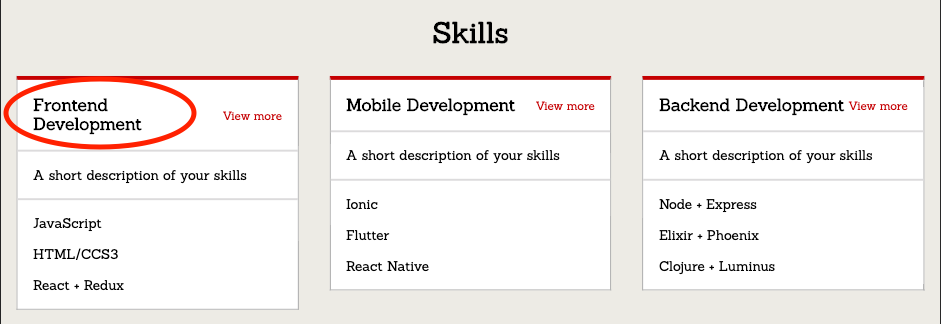 Skills
Frontend
Development
View more
A short description of your skills
JavaScript
HTML/CCS3
React + Redux
Mobile Development
View more
A short description of your skills
Ionic
Flutter
React Native
Backend Development
View more
A short description of your skills
Node + Express
Elixir + Phoenix
Clojure + Luminus